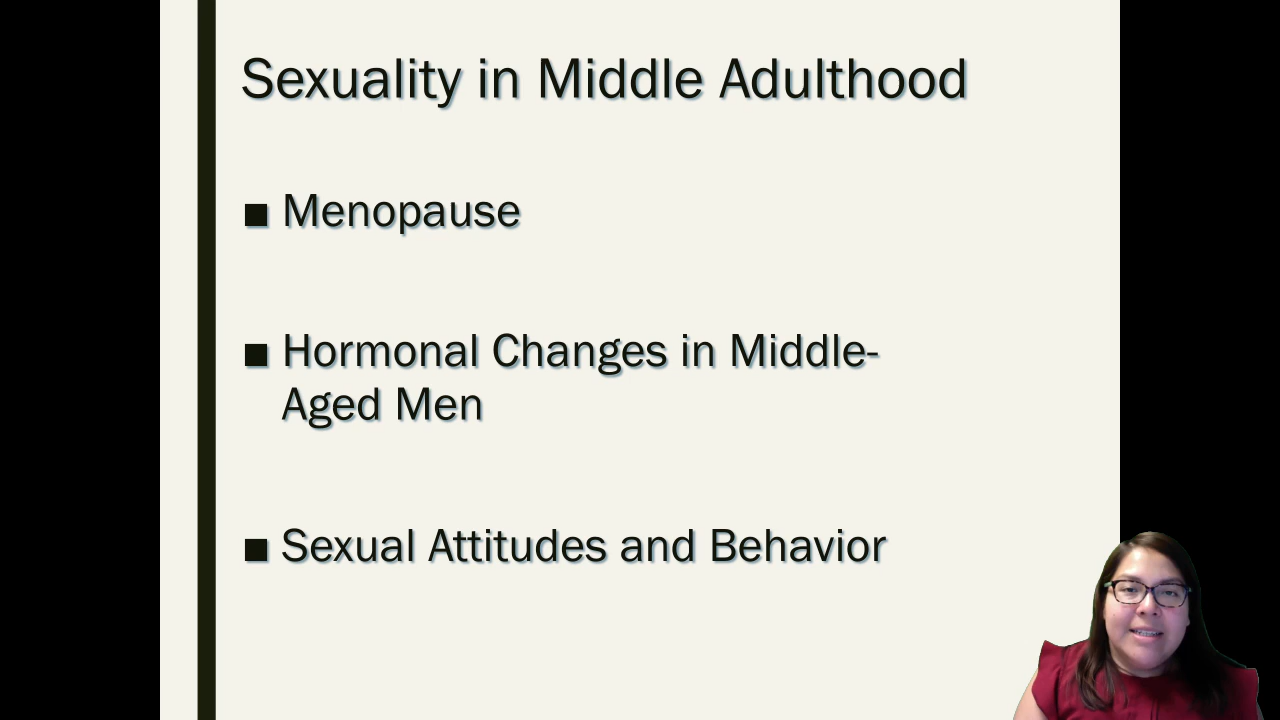 Sexuality in Middle Adulthood
■ Menopause
■ Hormonal Changes in Middle-
Aged Men
■ Sexual Attitudes and Behavior